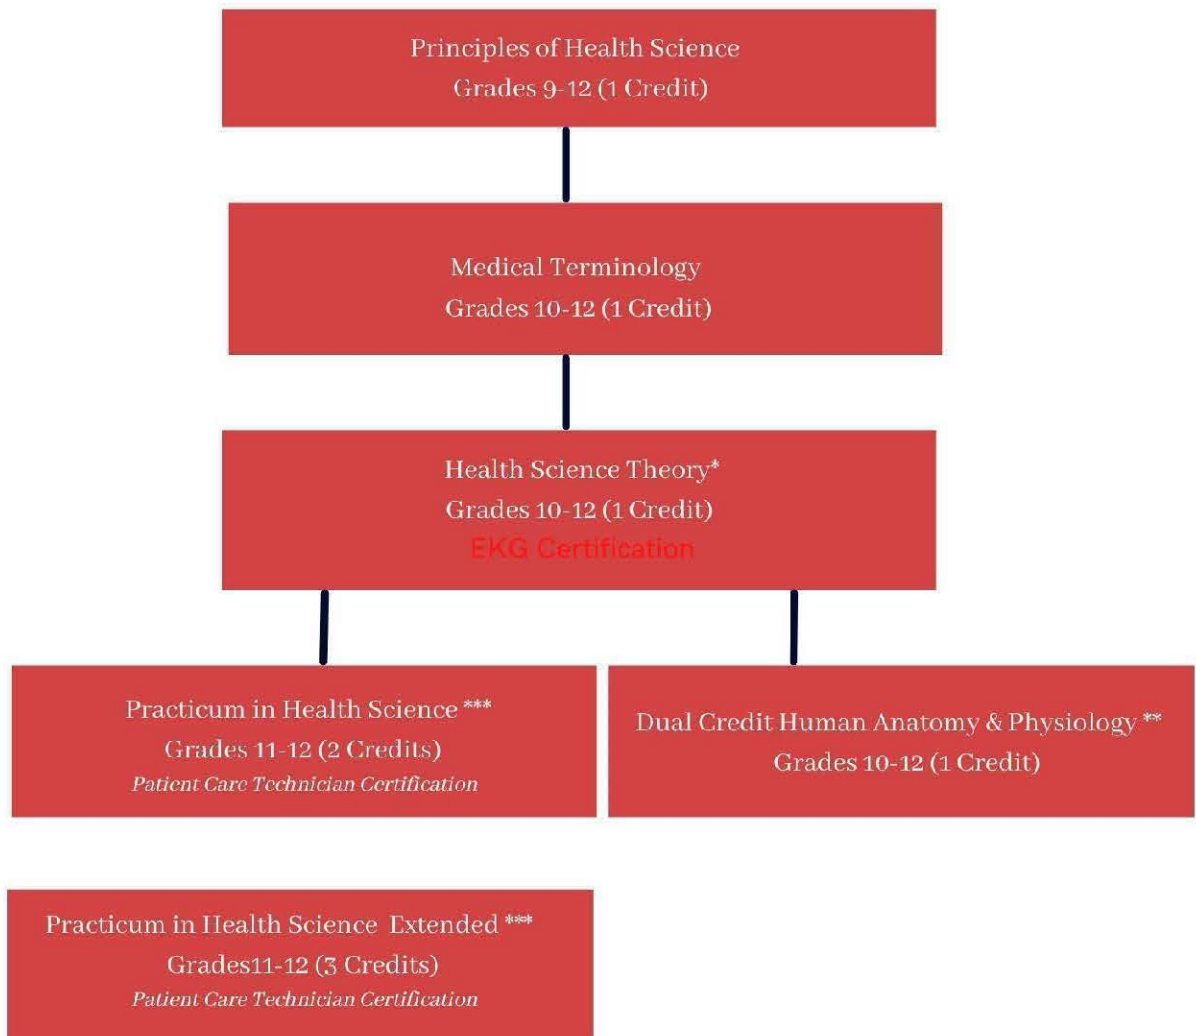 Principles of Health Science
Grades 9-12 (1 Credit)
Medical Terminology
Grades 10-12 (1 Credit)
Health Science Theory*
Grades 10-12 (1 Credit)
EKG Certification
Practicum in Health Science ***
Grades 11-12 (2 Credits)
Patient Care Technician Certification
Dual Credit Human Anatomy & Physiology **
Grades 10-12 (1 Credit)
Practicum in Health Science Extended ***
Grades11-12 (3 Credits)
Patient Care Technician Certification